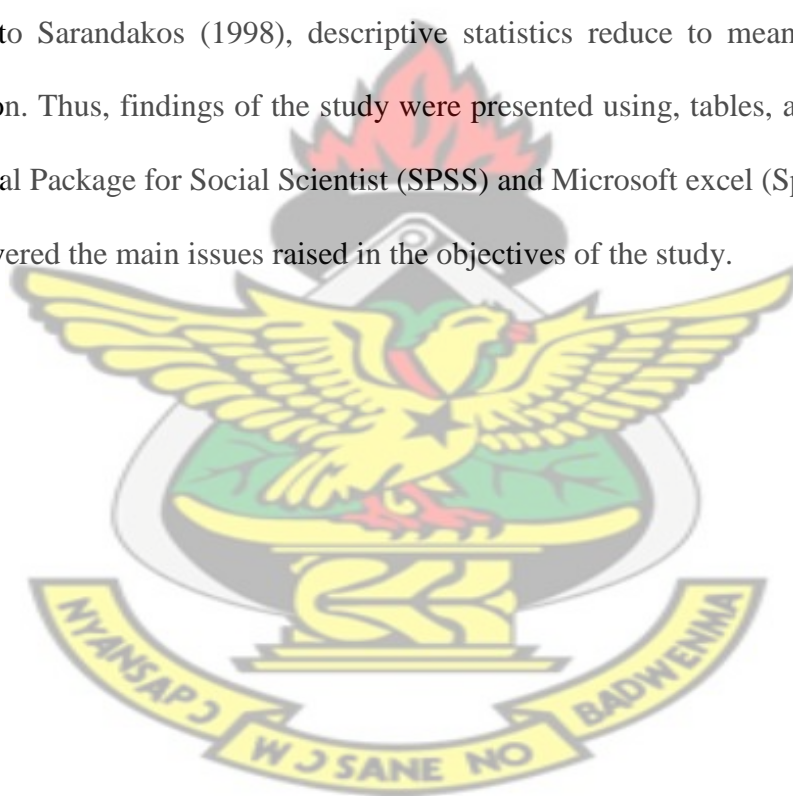 to Sarandakos (1998), descriptive statistics reduce to mean
on. Thus, findings of the study were presented using, tables, a
al Package for Social Scientist (SPSS) and Microsoft excel (Sp
vered the main issues raised in the objectives of the study.
NYANSAPƆ
WƆ SANE NO
BADWENMA